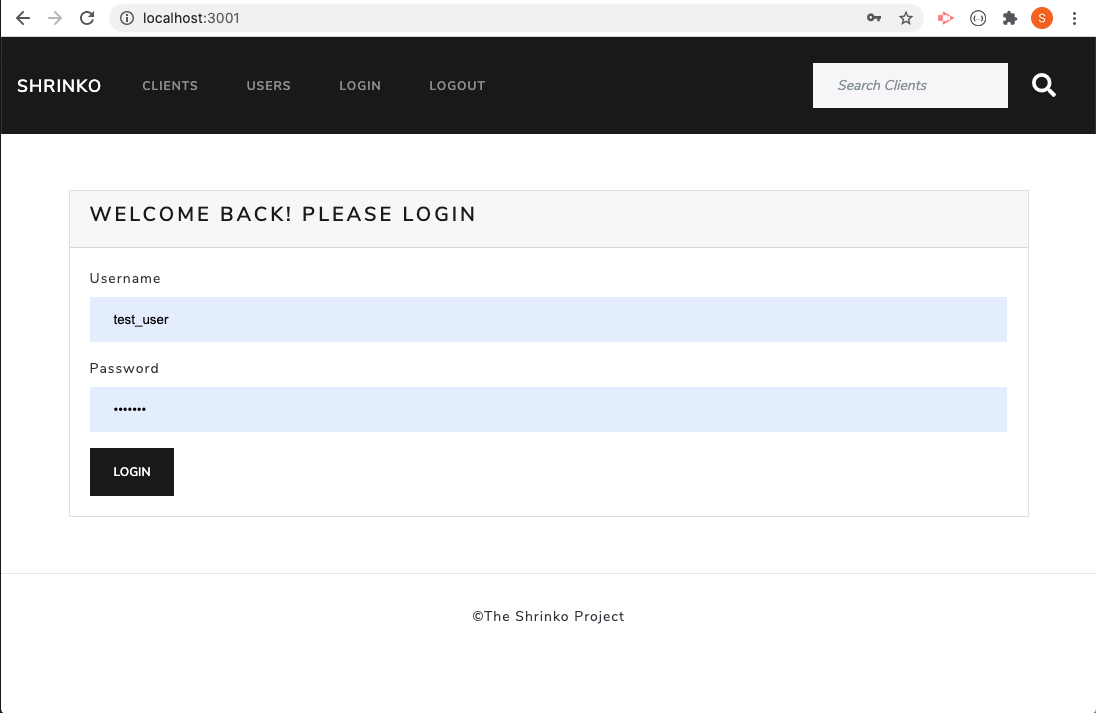 localhost:3001
S
SHRINKO CLIENTS USERS LOGIN LOGOUT Search Clients
WELCOME BACK! PLEASE LOGIN
Username
test_user
Password
•••••••
LOGIN
©The Shrinko Project